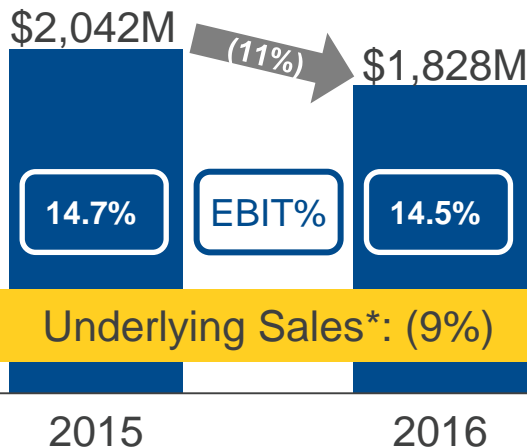 $2,042M
(11%)
$1,828M
14.7%
EBIT%
14.5%
Underlying Sales*: (9%)
2015
2016